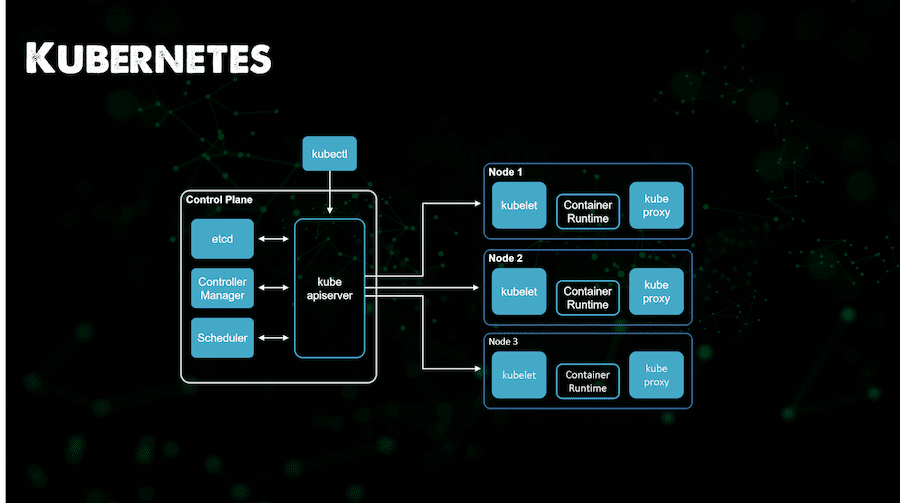 KUBERNETES
kubectl
Control Plane
etcd
Controller
Manager
Scheduler
kube
apiserver
Node 1
kubelet
Container
Runtime
kube
proxy
Node 2
kubelet
Container
Runtime
kube
proxy
Node 3
kubelet
Container
Runtime
kube
proxy